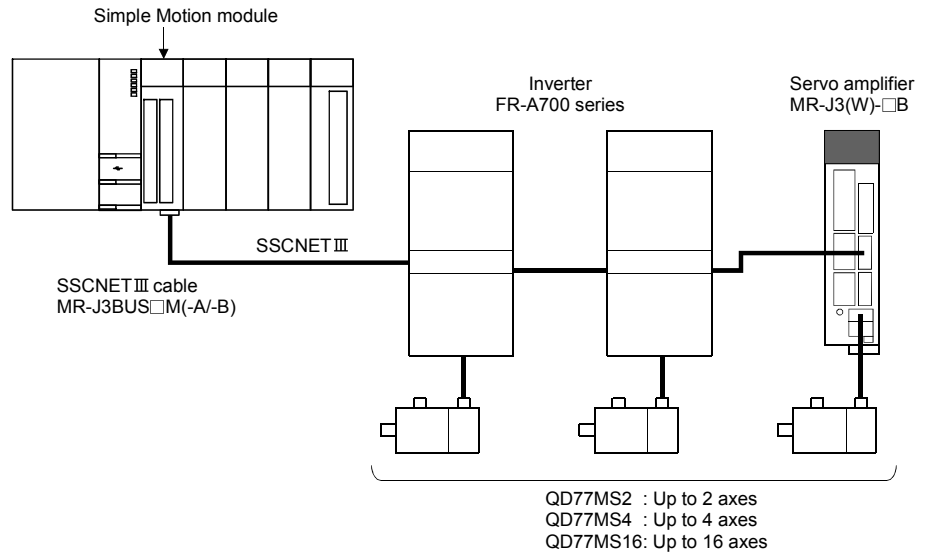 Simple Motion module
Inverter
FR-A700 series
Servo amplifier
MR-J3(W)-□B
SSCNETⅢ
SSCNETⅢ cable
MR-J3BUS□M(-A/-B)
QD77MS2 : Up to 2 axes
QD77MS4 : Up to 4 axes
QD77MS16: Up to 16 axes